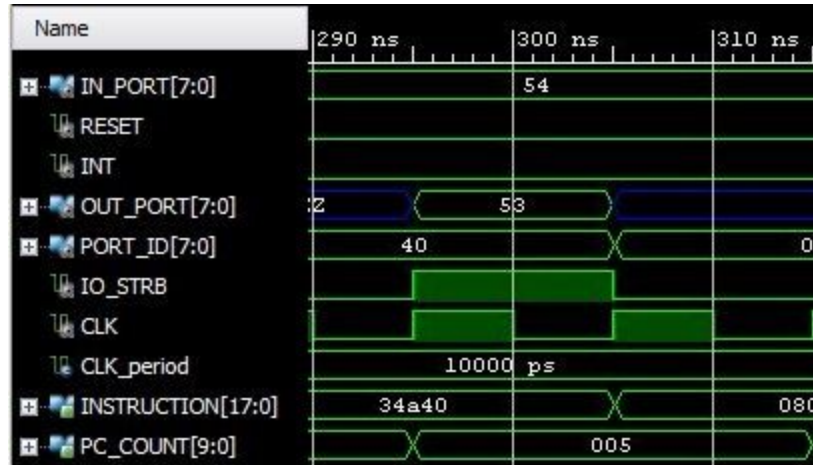 Name
290 ns 300 ns 310 ns
IN_PORT[7:0] 54
RESET
INT
OUT_PORT[7:0] Z 53
PORT_ID[7:0] 40 0
IO_STRB
CLK
CLK_period 10000 ps
INSTRUCTION[17:0] 34a40 080
PC_COUNT[9:0] 005